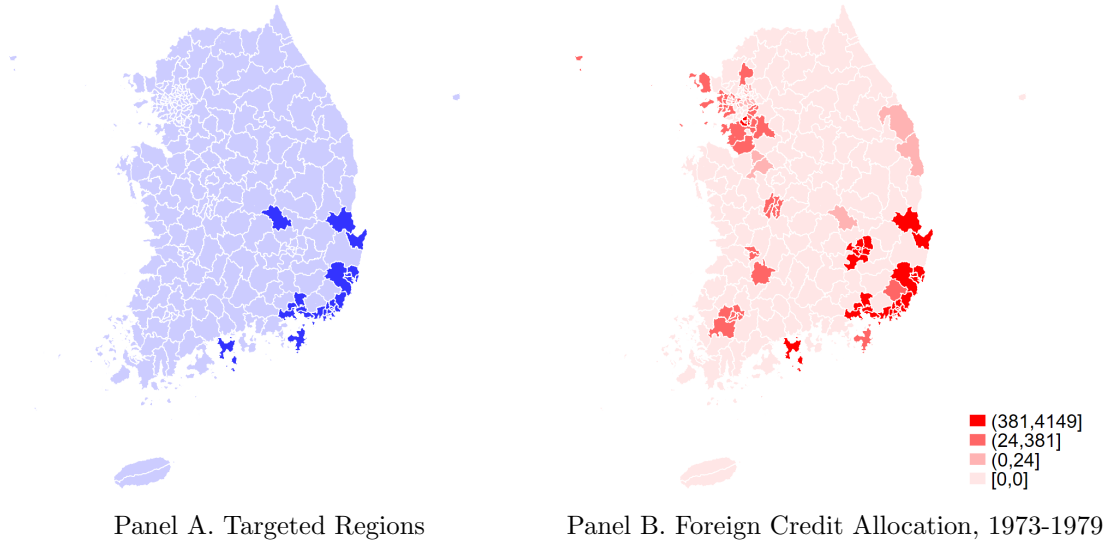 (381,4149]
(24,381]
(0,24]
[0,0]
Panel A. Targeted Regions
Panel B. Foreign Credit Allocation, 1973-1979